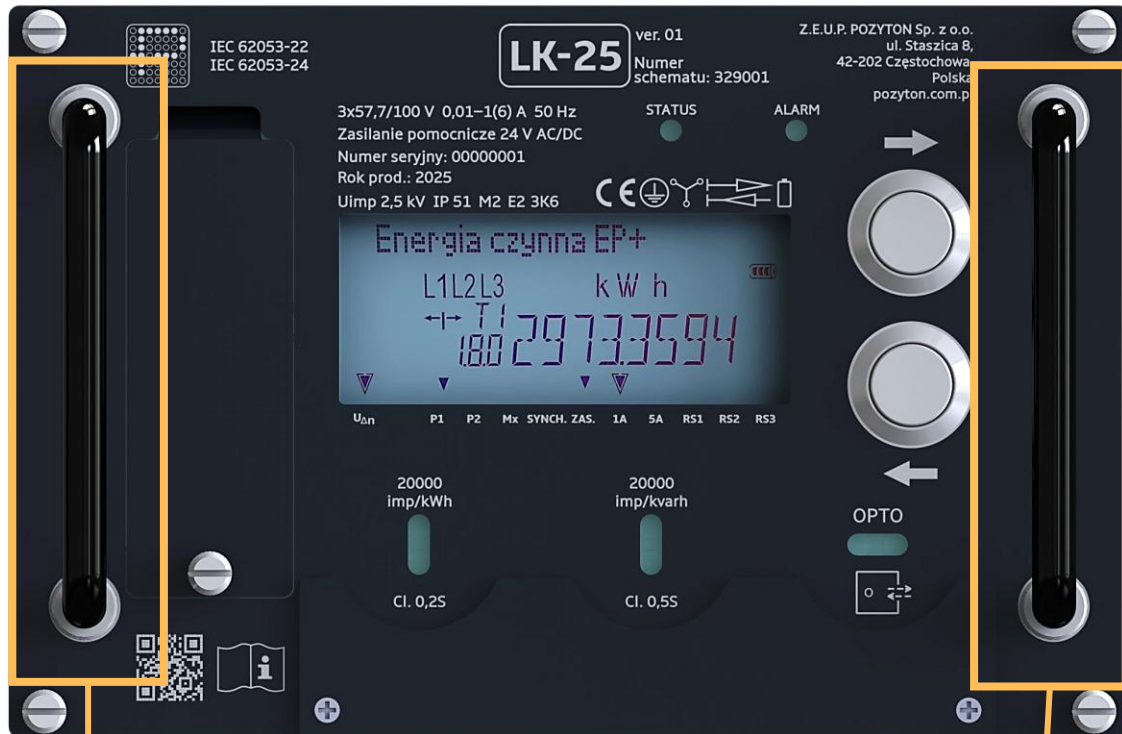 IEC 62053-22
IEC 62053-24
LK-25
ver. 01
Numer
schematu: 329001
Z.E.U.P. POZYTON Sp. z o.o.
ul. Staszica 8,
42-202 Częstochowa
Polska
pozyton.com.p
3x57,7/100 V 0,01–1(6) A 50 Hz
Zasilanie pomocnicze 24 V AC/DC
Numer seryjny: 00000001
Rok prod.: 2025
Uimp 2,5 kV IP 51 M2 E2 3K6
STATUS
ALARM
CE
Energia czynna EP+
L1L2L3 kWh
T1
1.8.0 2973.3594
UΔn P1 P2 Mx SYNCH. ZAS. 1A 5A RS1 RS2 RS3
20000
imp/kWh
Cl. 0,2S
20000
imp/kvarh
Cl. 0,5S
OPTO
i